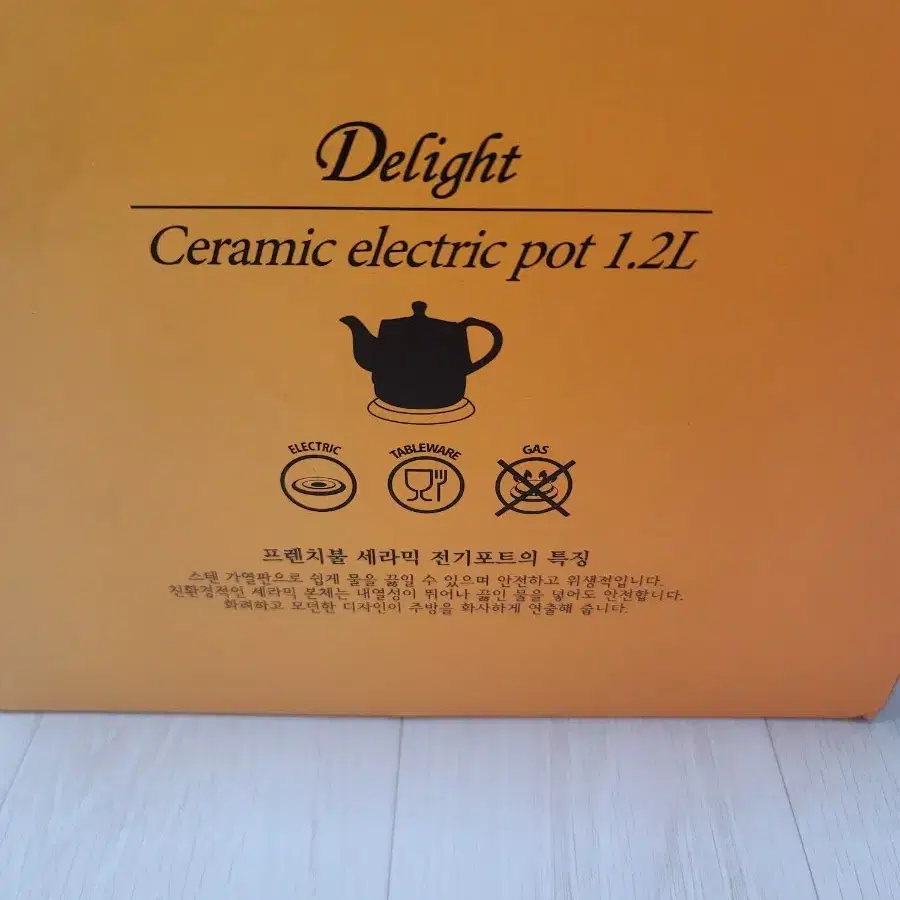 Delight
Ceramic electric pot 1.2L
ELECTRIC
TABLEWARE
GAS
프렌치불 세라믹 전기포트의 특징
스텐 가열판으로 쉽게 물을 끓일 수 있으며 안전하고 위생적입니다.
친환경적인 세라믹 본체는 내열성이 뛰어나 끓인 물을 넣어도 안전합니다.
화려하고 모던한 디자인이 주방을 화사하게 연출해 줍니다.